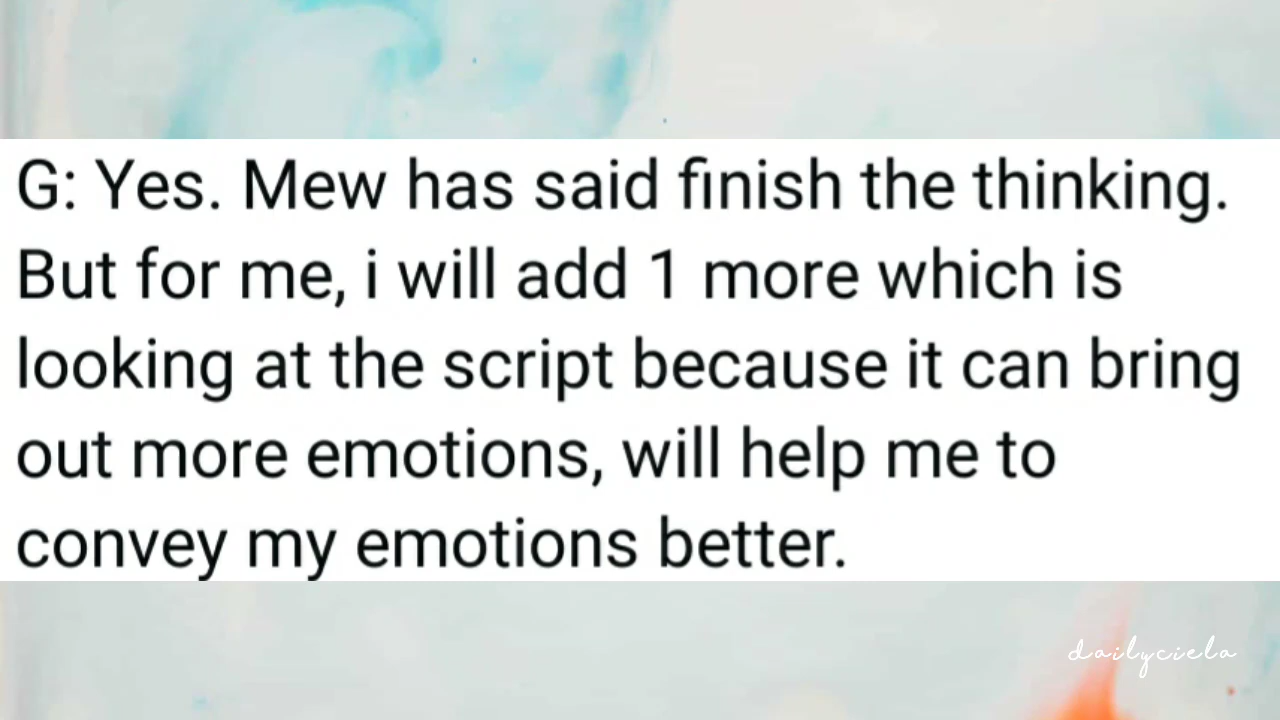 G: Yes. Mew has said finish the thinking.
But for me, i will add 1 more which is
looking at the script because it can bring
out more emotions, will help me to
convey my emotions better.
dailyciela